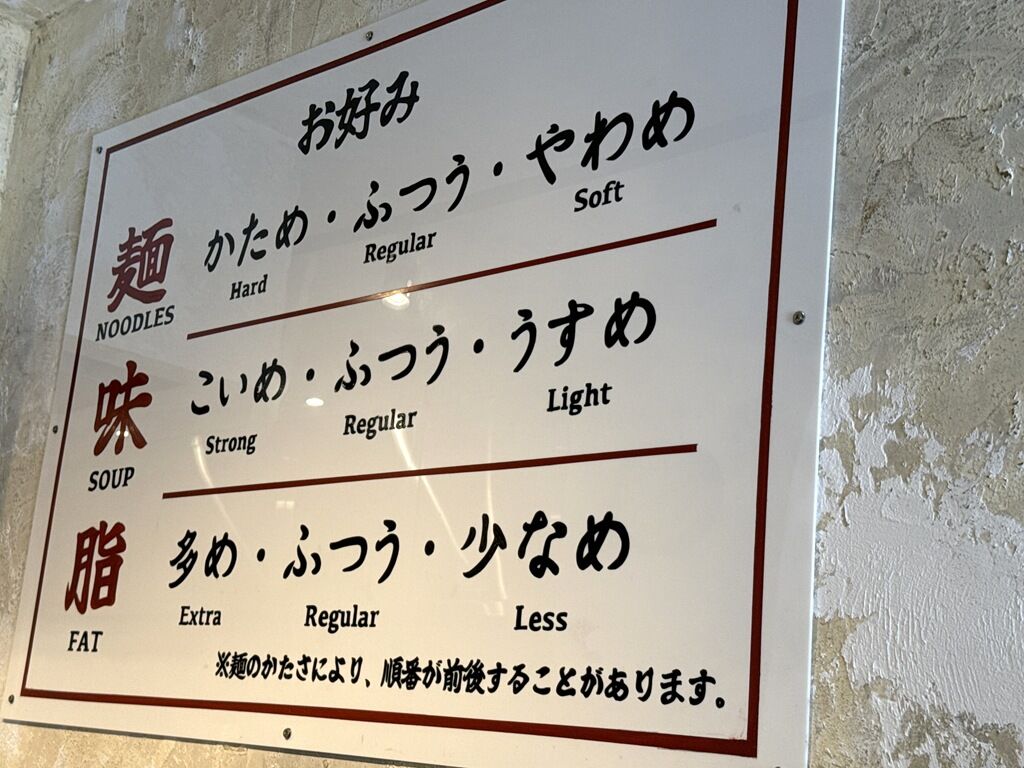 お好み
麺 かため・ふつう・やわめ
NOODLES Hard Regular Soft
味 こいめ・ふつう・うすめ
SOUP Strong Regular Light
脂 多め・ふつう・少なめ
FAT Extra Regular Less
※麺のかたさにより、順番が前後することがあります。